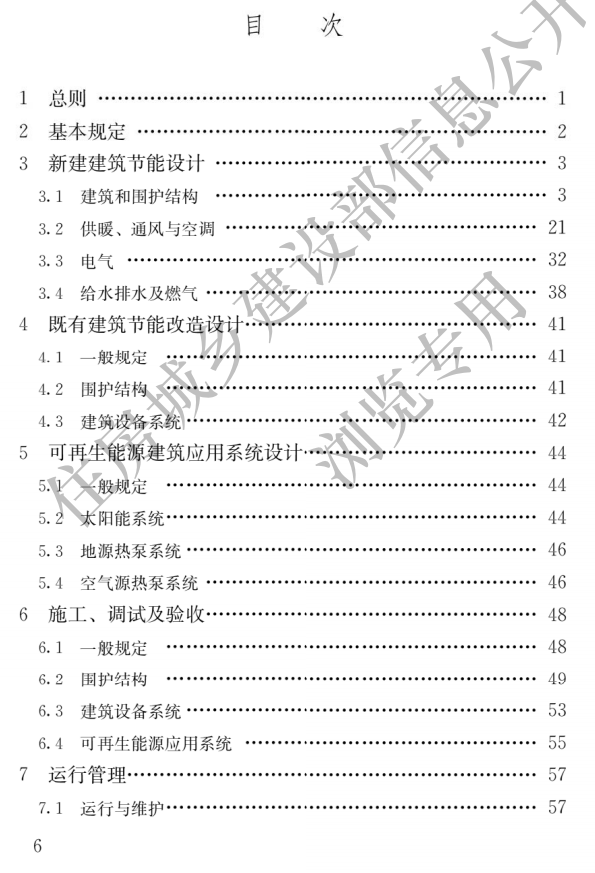 目 次
1 总则 …… 1
2 基本规定 …… 2
3 新建建筑节能设计 …… 3
3.1 建筑和围护结构 …… 3
3.2 供暖、通风与空调 …… 21
3.3 电气 …… 32
3.4 给水排水及燃气 …… 38
4 既有建筑节能改造设计 …… 41
4.1 一般规定 …… 41
4.2 围护结构 …… 41
4.3 建筑设备系统 …… 42
5 可再生能源建筑应用系统设计 …… 44
5.1 一般规定 …… 44
5.2 太阳能系统 …… 44
5.3 地源热泵系统 …… 46
5.4 空气源热泵系统 …… 46
6 施工、调试及验收 …… 48
6.1 一般规定 …… 48
6.2 围护结构 …… 49
6.3 建筑设备系统 …… 53
6.4 可再生能源应用系统 …… 55
7 运行管理 …… 57
7.1 运行与维护 …… 57
6
住房城乡建设部信息公开
浏览专用